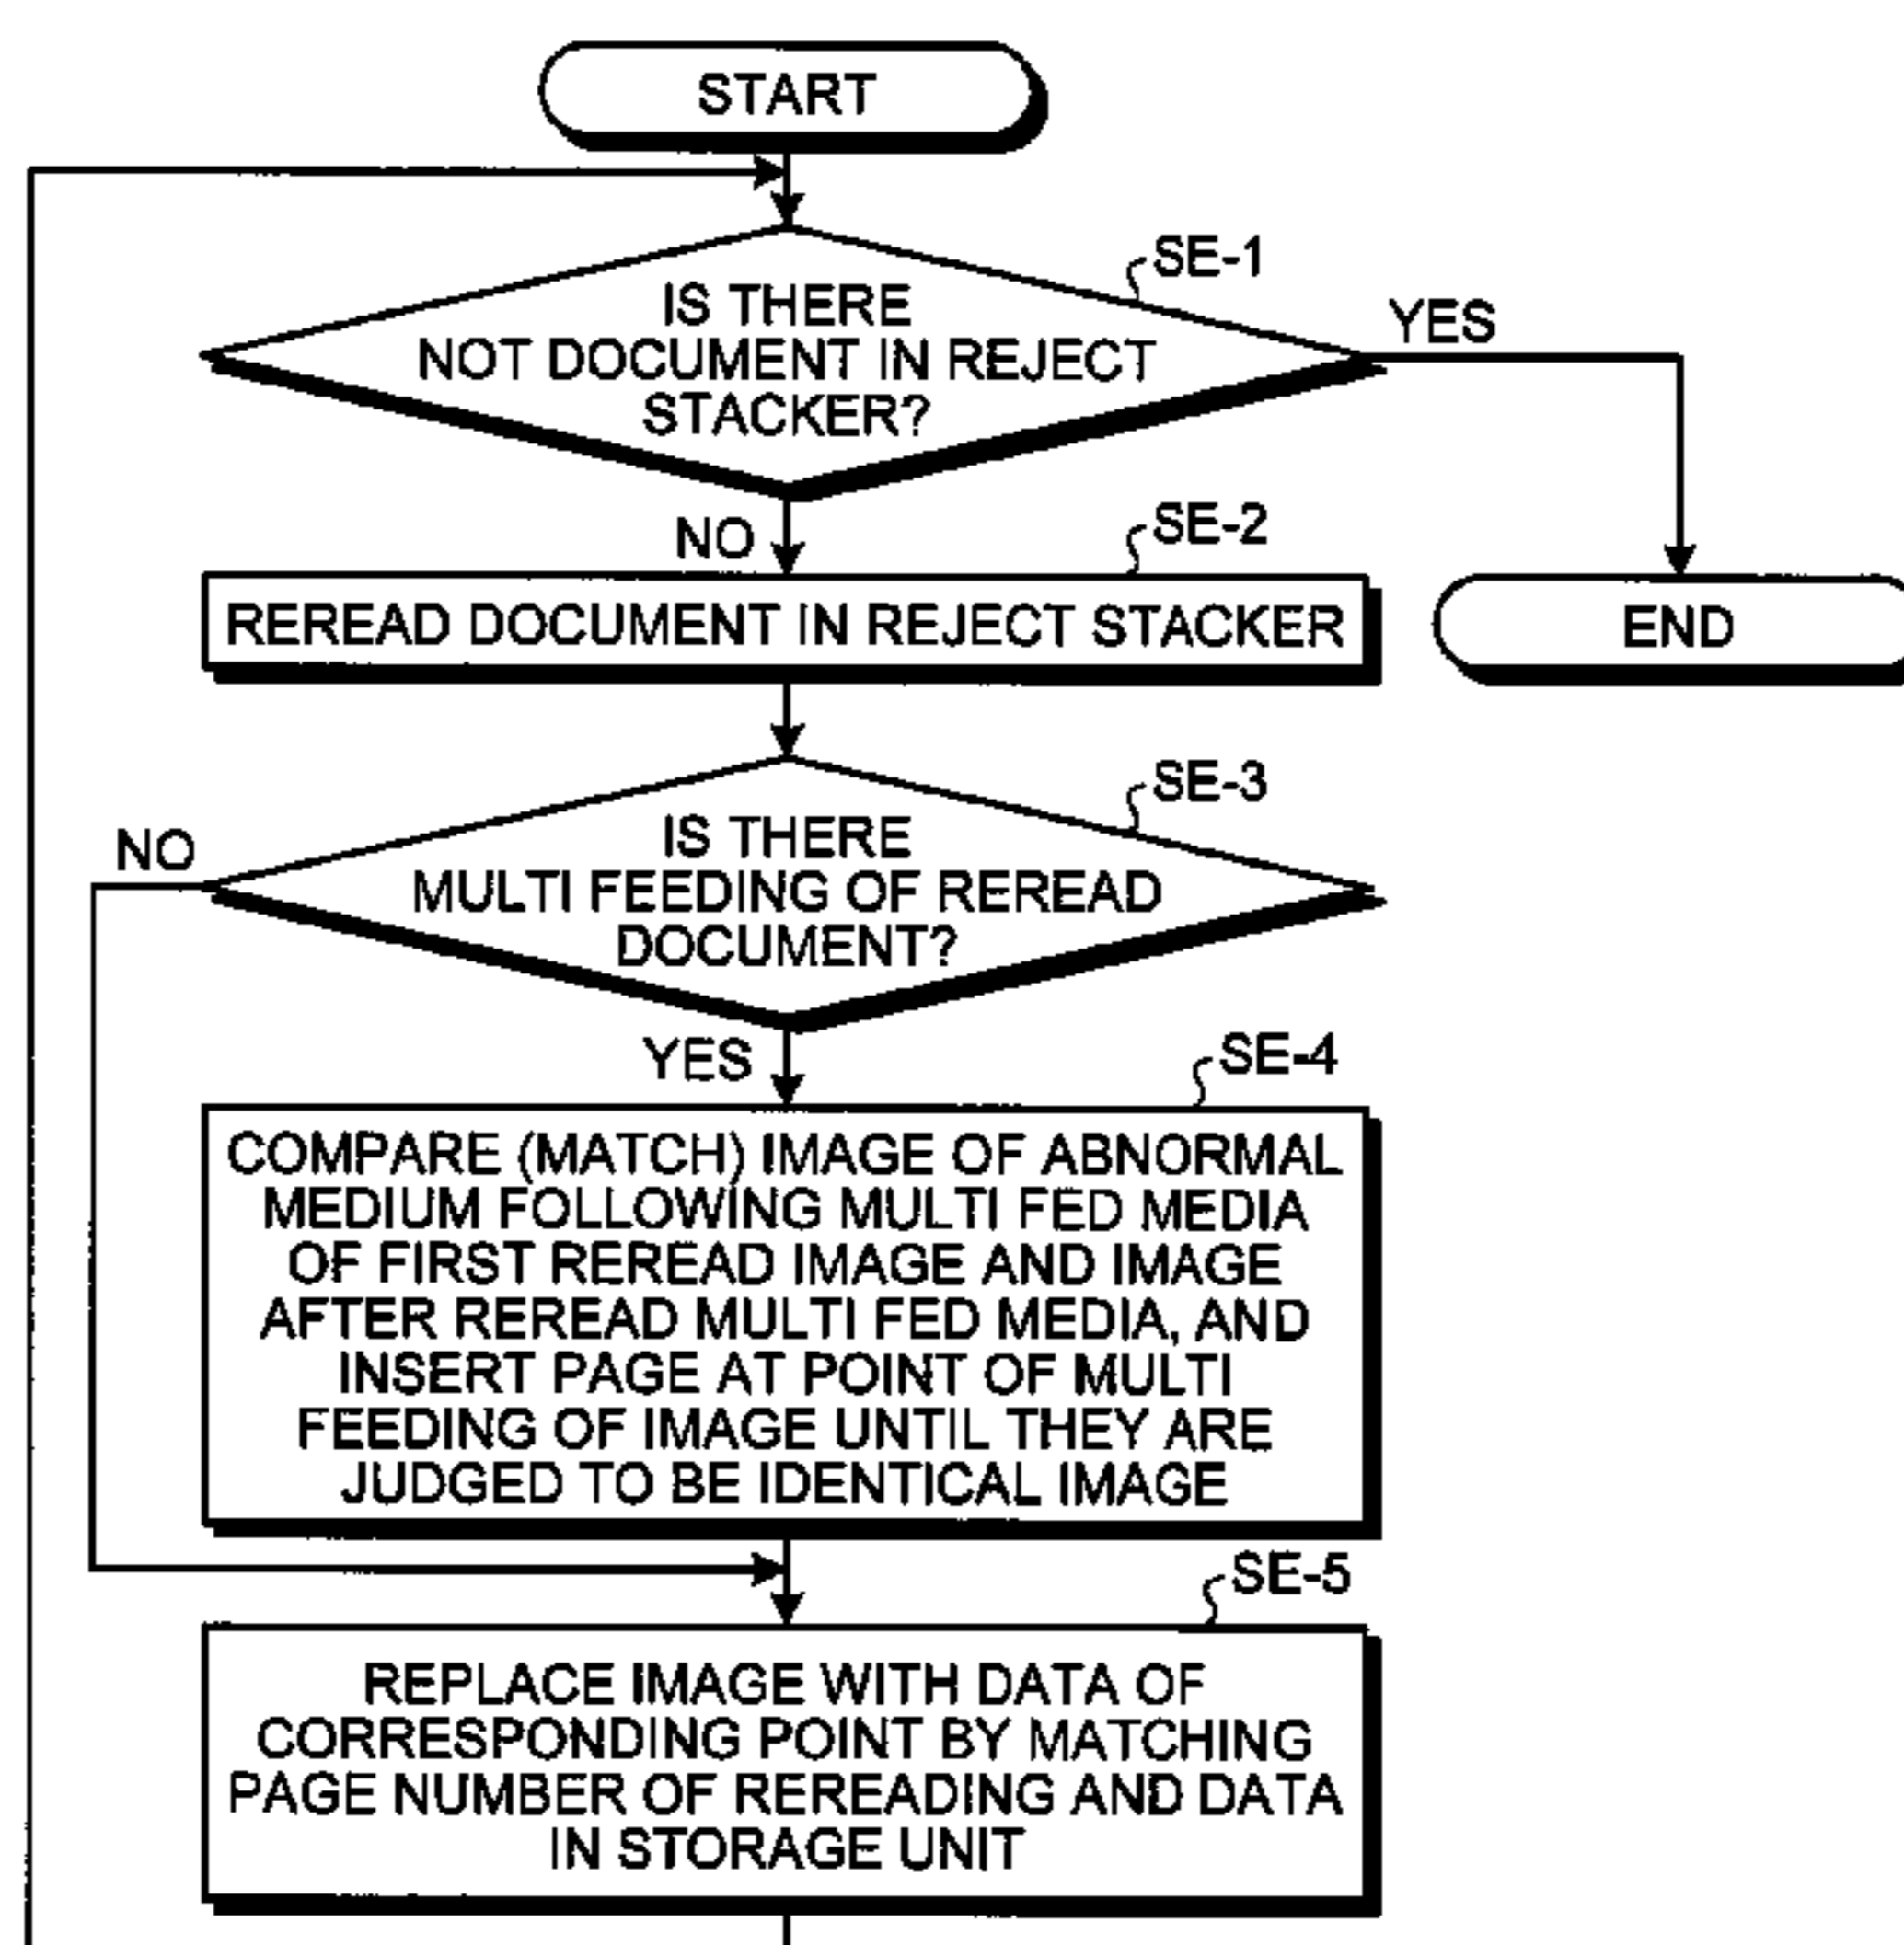 START
SE-1
IS THERE
NOT DOCUMENT IN REJECT
STACKER?
YES
NO
SE-2
REREAD DOCUMENT IN REJECT STACKER
END
SE-3
IS THERE
MULTI FEEDING OF REREAD
DOCUMENT?
NO
YES
SE-4
COMPARE (MATCH) IMAGE OF ABNORMAL
MEDIUM FOLLOWING MULTI FED MEDIA
OF FIRST REREAD IMAGE AND IMAGE
AFTER REREAD MULTI FED MEDIA, AND
INSERT PAGE AT POINT OF MULTI
FEEDING OF IMAGE UNTIL THEY ARE
JUDGED TO BE IDENTICAL IMAGE
SE-5
REPLACE IMAGE WITH DATA OF
CORRESPONDING POINT BY MATCHING
PAGE NUMBER OF REREADING AND DATA
IN STORAGE UNIT